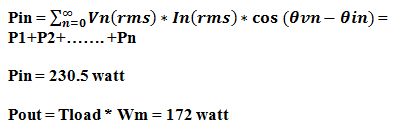 Pin = ∑_{n=0}^{∞} Vn(rms) * In(rms) * cos (θvn − θin) =
P1+P2+…….+Pn
Pin = 230.5 watt
Pout = Tload * Wm = 172 watt